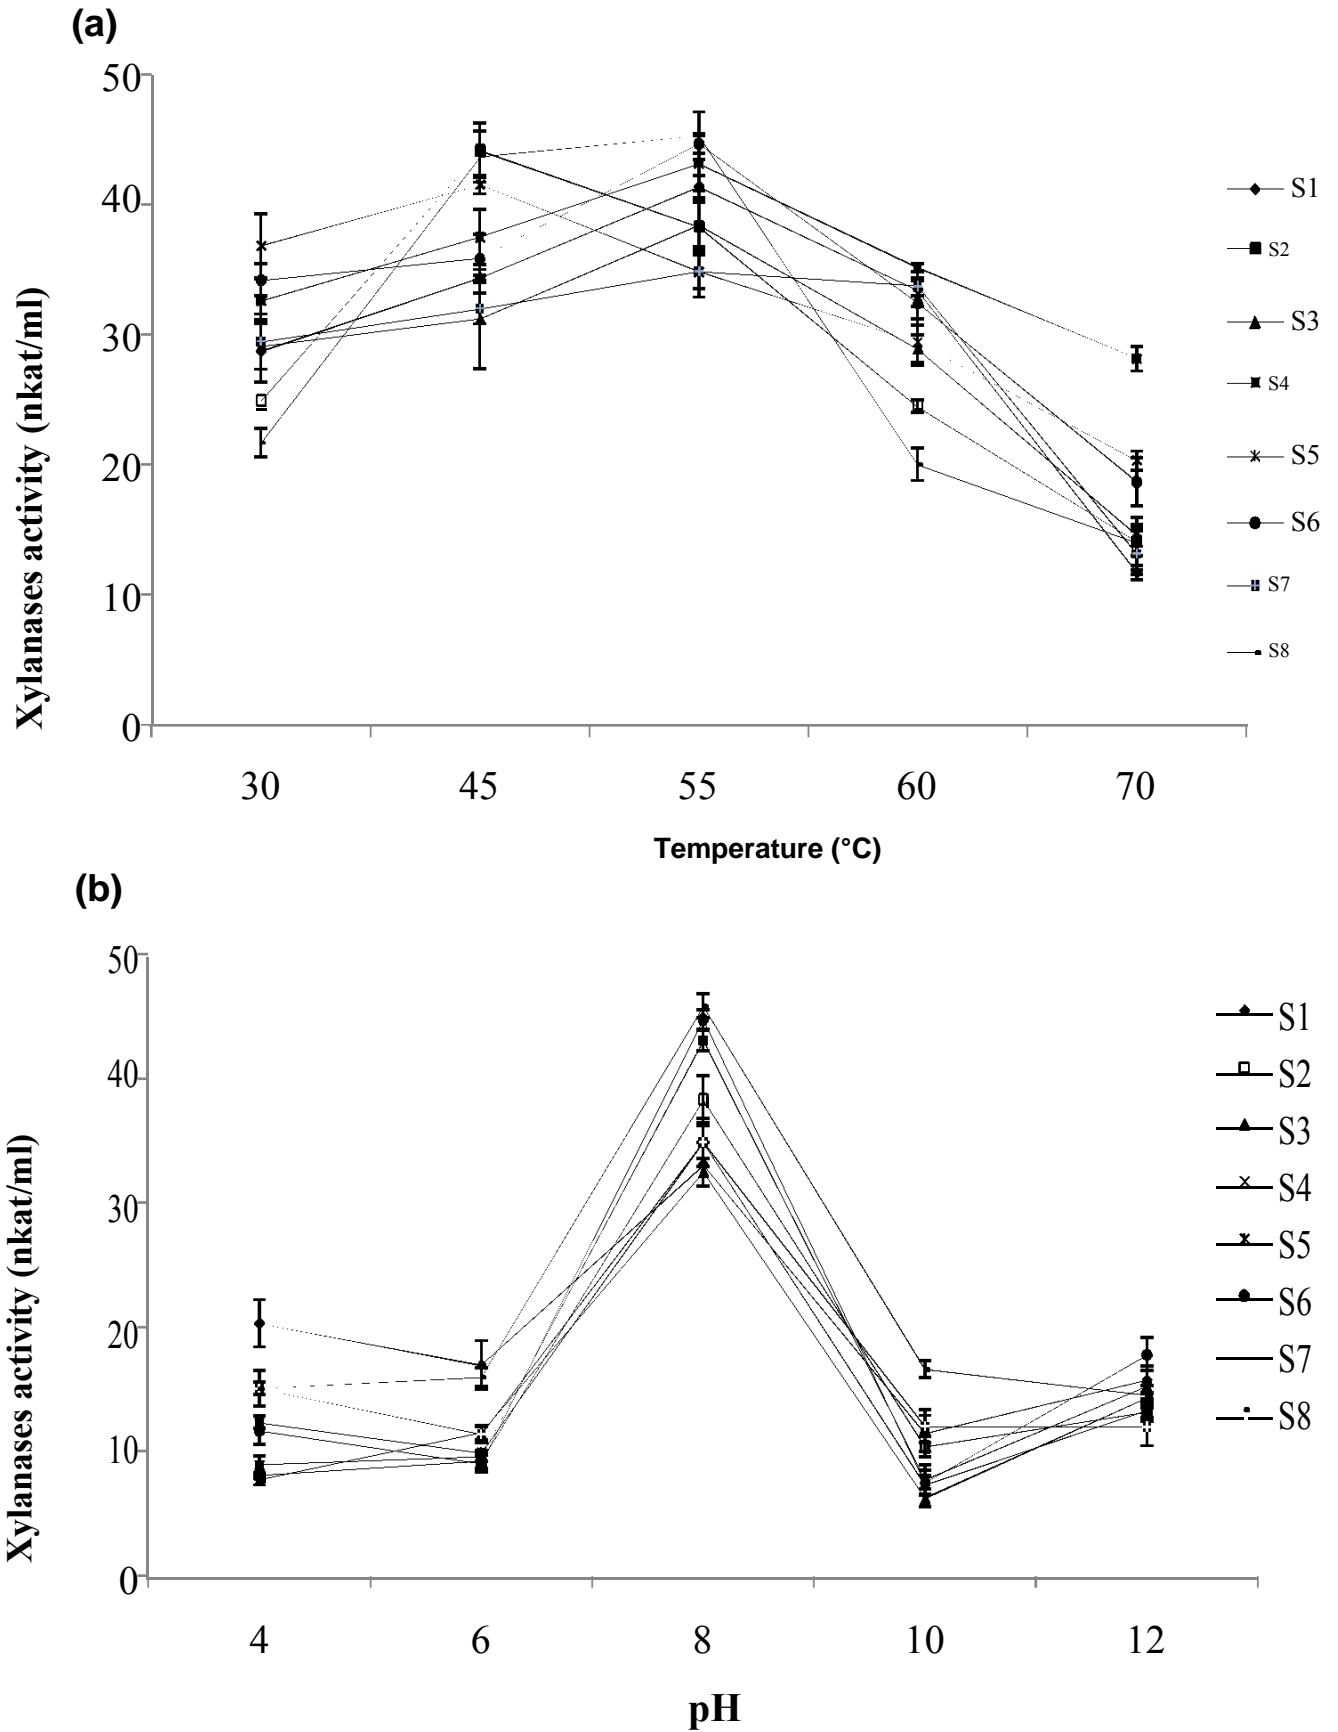 (a)
Xylanases activity (nkat/ml)
50
40
30
20
10
0
30 45 55 60 70
Temperature (°C)
S1
S2
S3
S4
S5
S6
S7
S8
(b)
Xylanases activity (nkat/ml)
50
40
30
20
10
0
4 6 8 10 12
pH
S1
S2
S3
S4
S5
S6
S7
S8